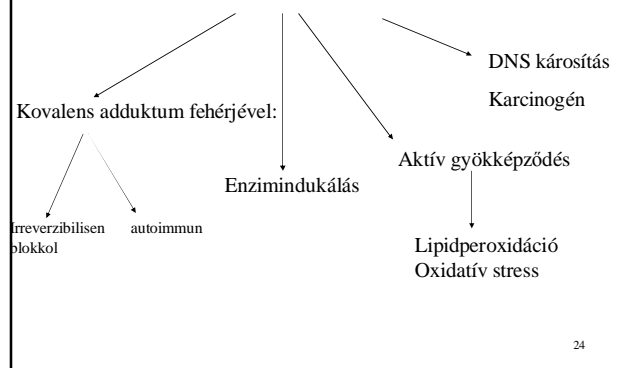 DNS károsítás
Karcinogén
Kovalens adduktum fehérjével:
Aktív gyökképződés
Enzimindukálás
Irreverzibilisen
blokkol
autoimmun
Lipidperoxidáció
Oxidatív stress
24